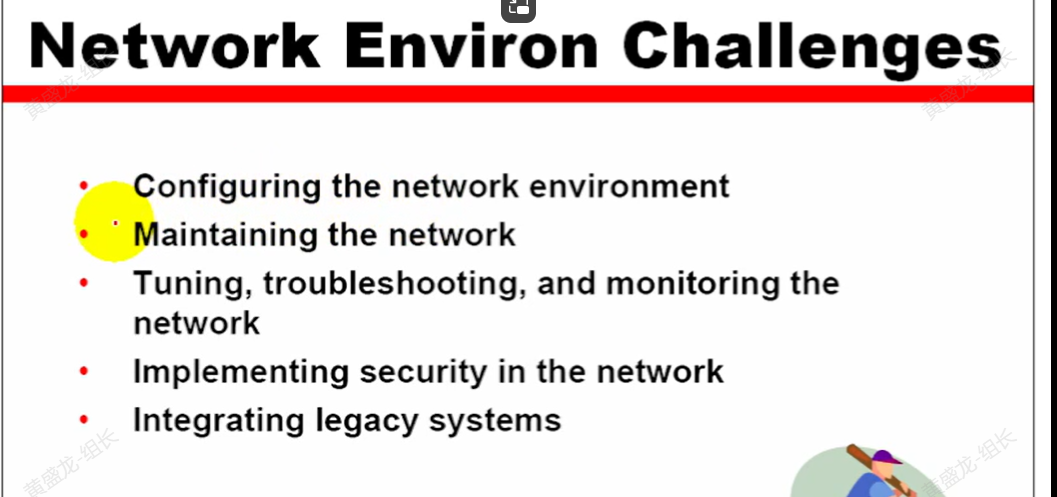 Network Environ Challenges
• Configuring the network environment
• Maintaining the network
• Tuning, troubleshooting, and monitoring the
network
• Implementing security in the network
• Integrating legacy systems
黄盛龙-组长
黄盛龙-组长
黄盛龙-组长
黄盛龙-组长